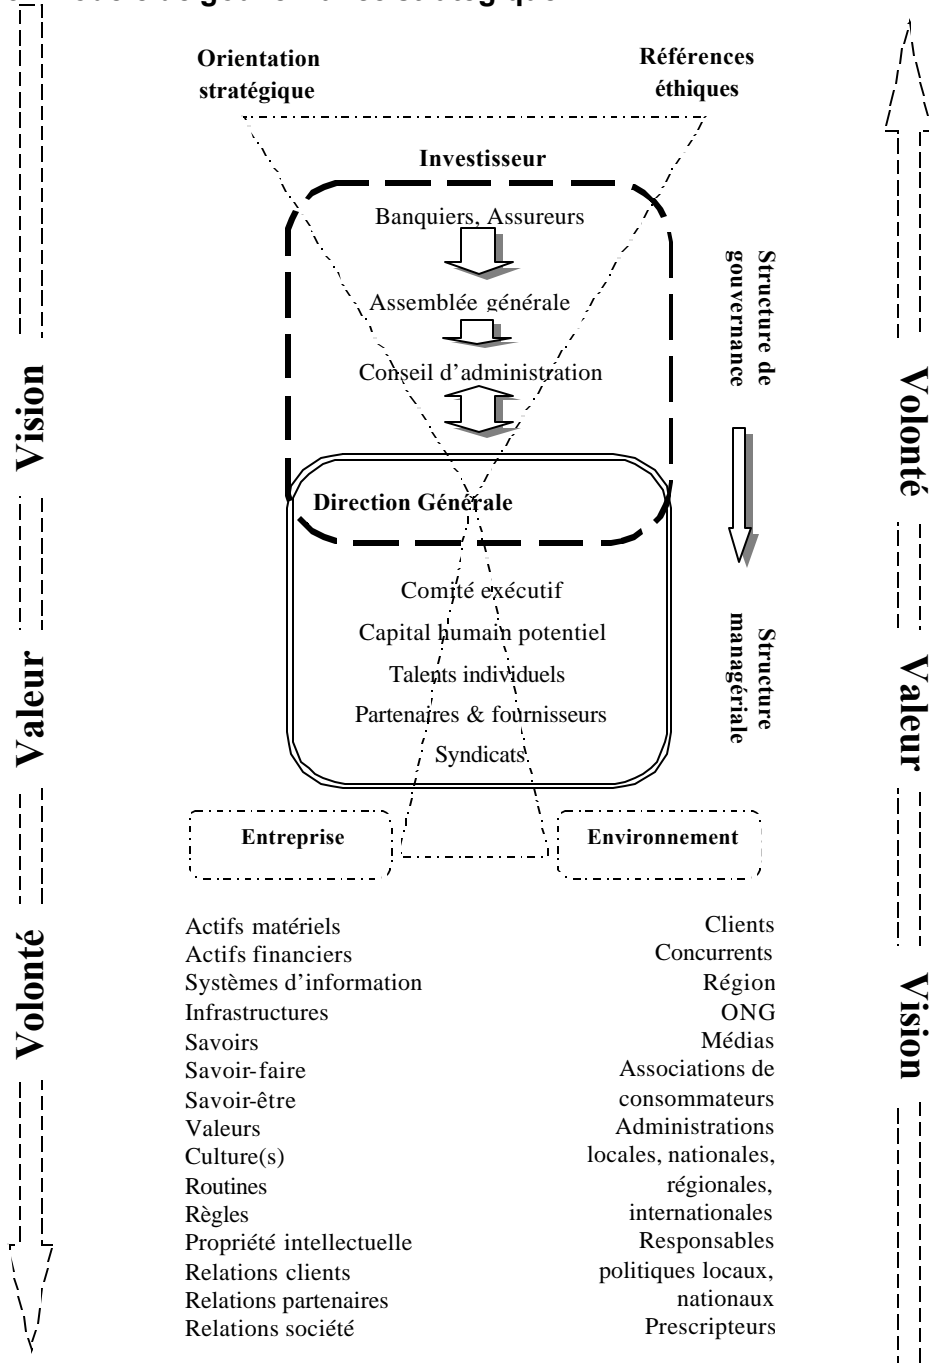 Orientation
stratégique
Références
éthiques
Investisseur
Banquiers, Assureurs
Assemblée générale
Conseil d'administration
Direction Générale
Comité exécutif
Capital humain potentiel
Talents individuels
Partenaires & fournisseurs
Syndicats
Structure de
gouvernance
Structure
managériale
Vision
Valeur
Volonté
Volonté
Valeur
Vision
Entreprise
Environnement
Actifs matériels
Actifs financiers
Systèmes d'information
Infrastructures
Savoirs
Savoir-faire
Savoir-être
Valeurs
Culture(s)
Routines
Règles
Propriété intellectuelle
Relations clients
Relations partenaires
Relations société
Clients
Concurrents
Région
ONG
Médias
Associations de
consommateurs
Administrations
locales, nationales,
régionales,
internationales
Responsables
politiques locaux,
nationaux
Prescripteurs